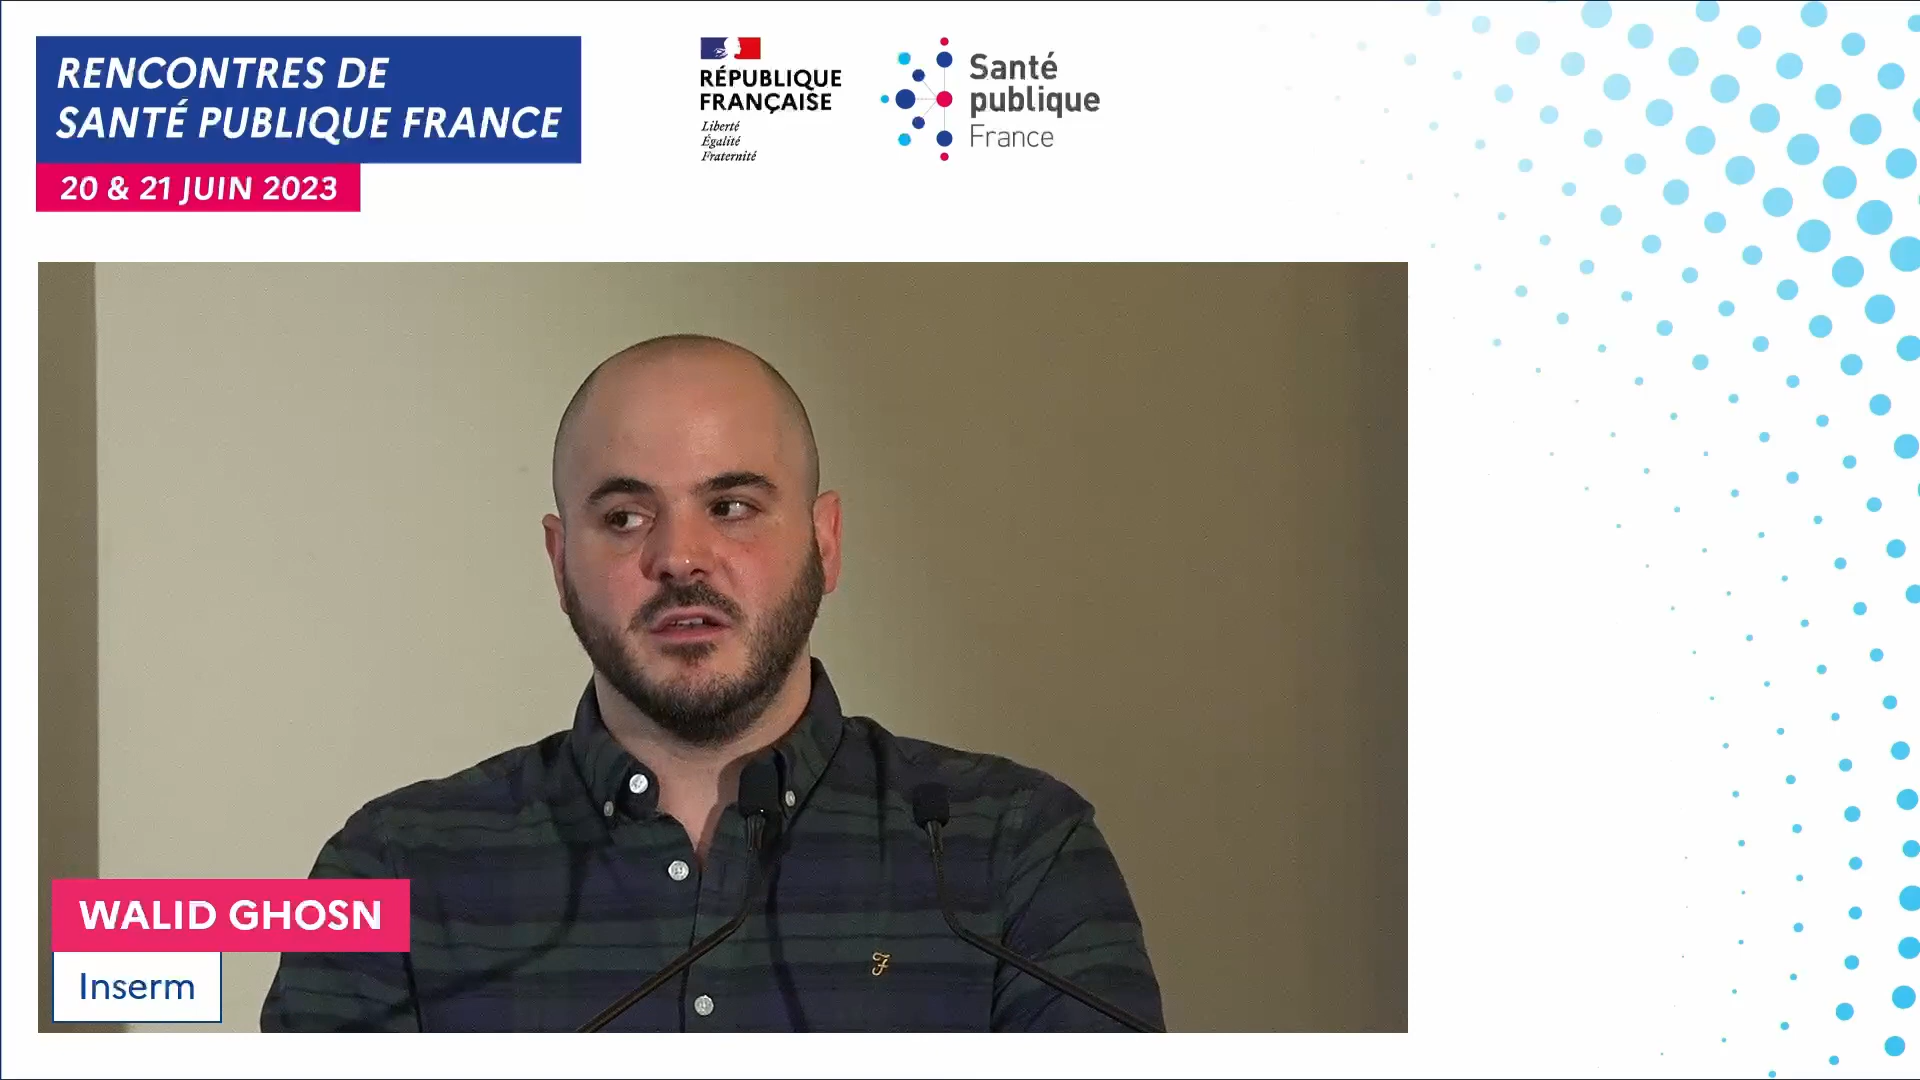 RENCONTRES DE
SANTÉ PUBLIQUE FRANCE
20 & 21 JUIN 2023
RÉPUBLIQUE
FRANÇAISE
Liberté
Égalité
Fraternité
Santé
publique
France
WALID GHOSN
Inserm